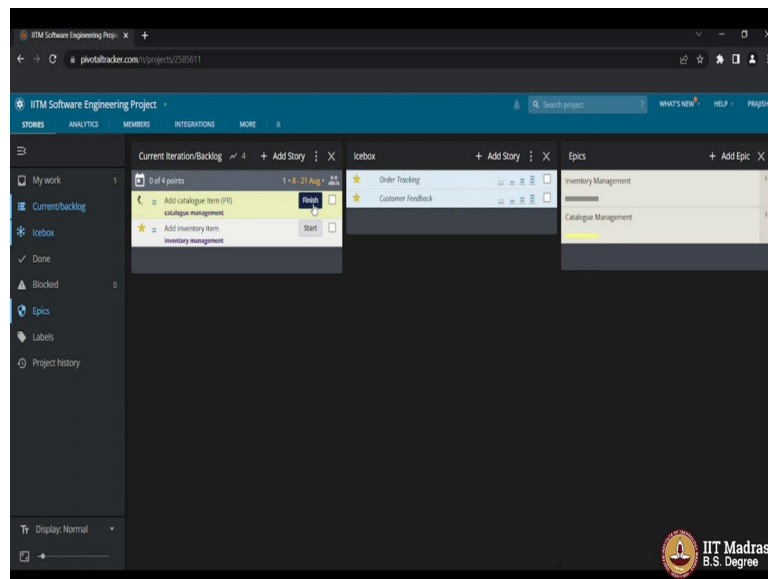 IITM Software Engineering Proje
pivotaltracker.com/n/projects/2585611
IITM Software Engineering Project
Search project
?
WHAT'S NEW
HELP
PRAJISH
STORIES
ANALYTICS
MEMBERS
INTEGRATIONS
MORE
My work 1
Current/backlog
Icebox
Done
Blocked 0
Epics
Labels
Project history
Display: Normal
Current Iteration/Backlog 4 + Add Story
0 of 4 points 1 • 8 - 21 Aug •
Add catalogue item (PR) Finish
catalogue management
Add inventory item Start
inventory management
Icebox + Add Story
Order Tracking
Customer Feedback
Epics + Add Epic
Inventory Management
Catalogue Management
IIT Madras
B.S. Degree